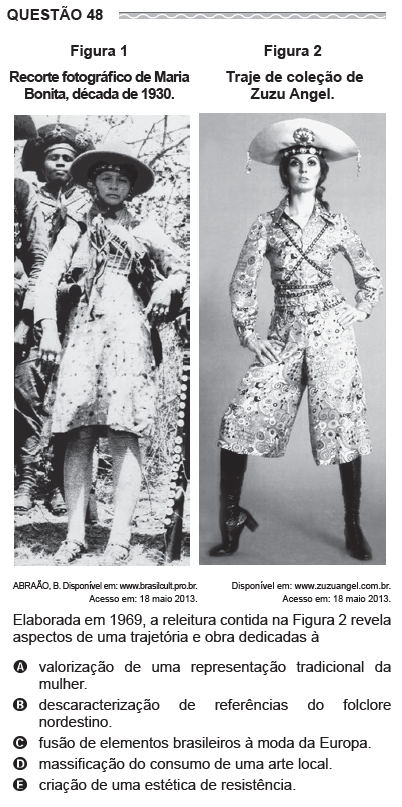 QUESTÃO 48
Figura 1
Recorte fotográfico de Maria
Bonita, década de 1930.
Figura 2
Traje de coleção de
Zuzu Angel.
ABRAÃO, B. Disponível em: www.brasilcult.pro.br.
Acesso em: 18 maio 2013.
Disponível em: www.zuzuangel.com.br.
Acesso em: 18 maio 2013.
Elaborada em 1969, a releitura contida na Figura 2 revela
aspectos de uma trajetória e obra dedicadas à
A valorização de uma representação tradicional da
mulher.
B descaracterização de referências do folclore
nordestino.
C fusão de elementos brasileiros à moda da Europa.
D massificação do consumo de uma arte local.
E criação de uma estética de resistência.